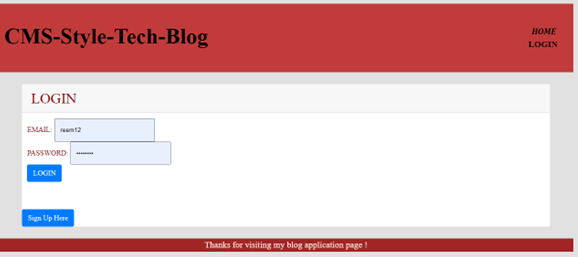 CMS-Style-Tech-Blog
HOME
LOGIN
LOGIN
EMAIL: ream12
PASSWORD: ········
LOGIN
Sign Up Here
Thanks for visiting my blog application page !